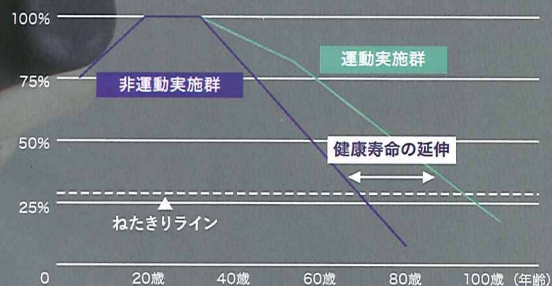 100%
運動実施群
75%
非運動実施群
50%
健康寿命の延伸
25%
ねたきりライン
0
20歳
40歳
60歳
80歳
100歳
(年齢)